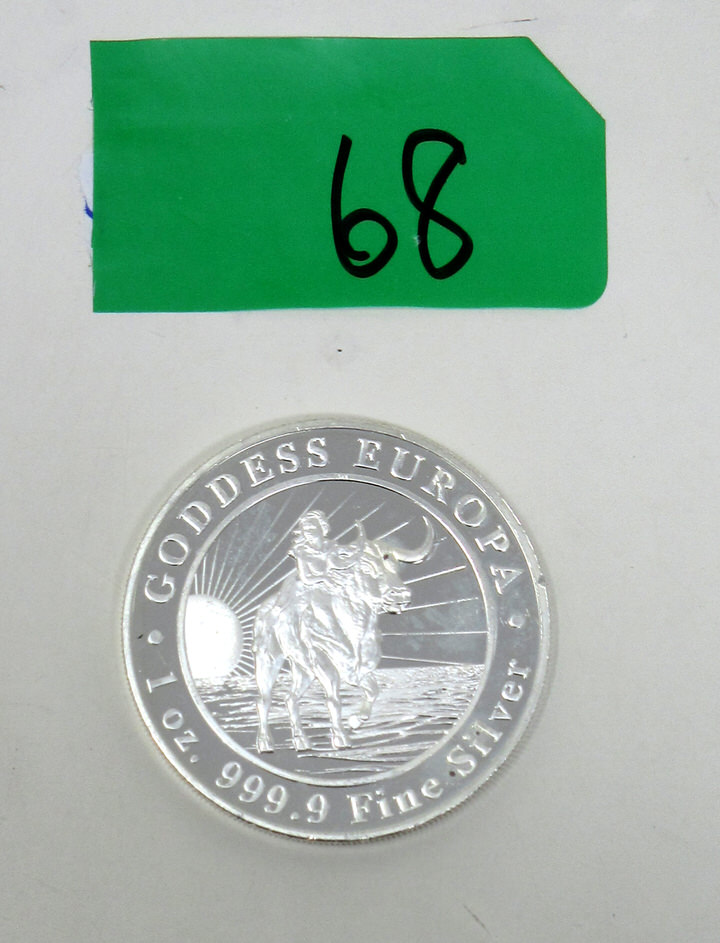 68
GODDESS EUROPA
1 oz. 999.9 Fine Silver